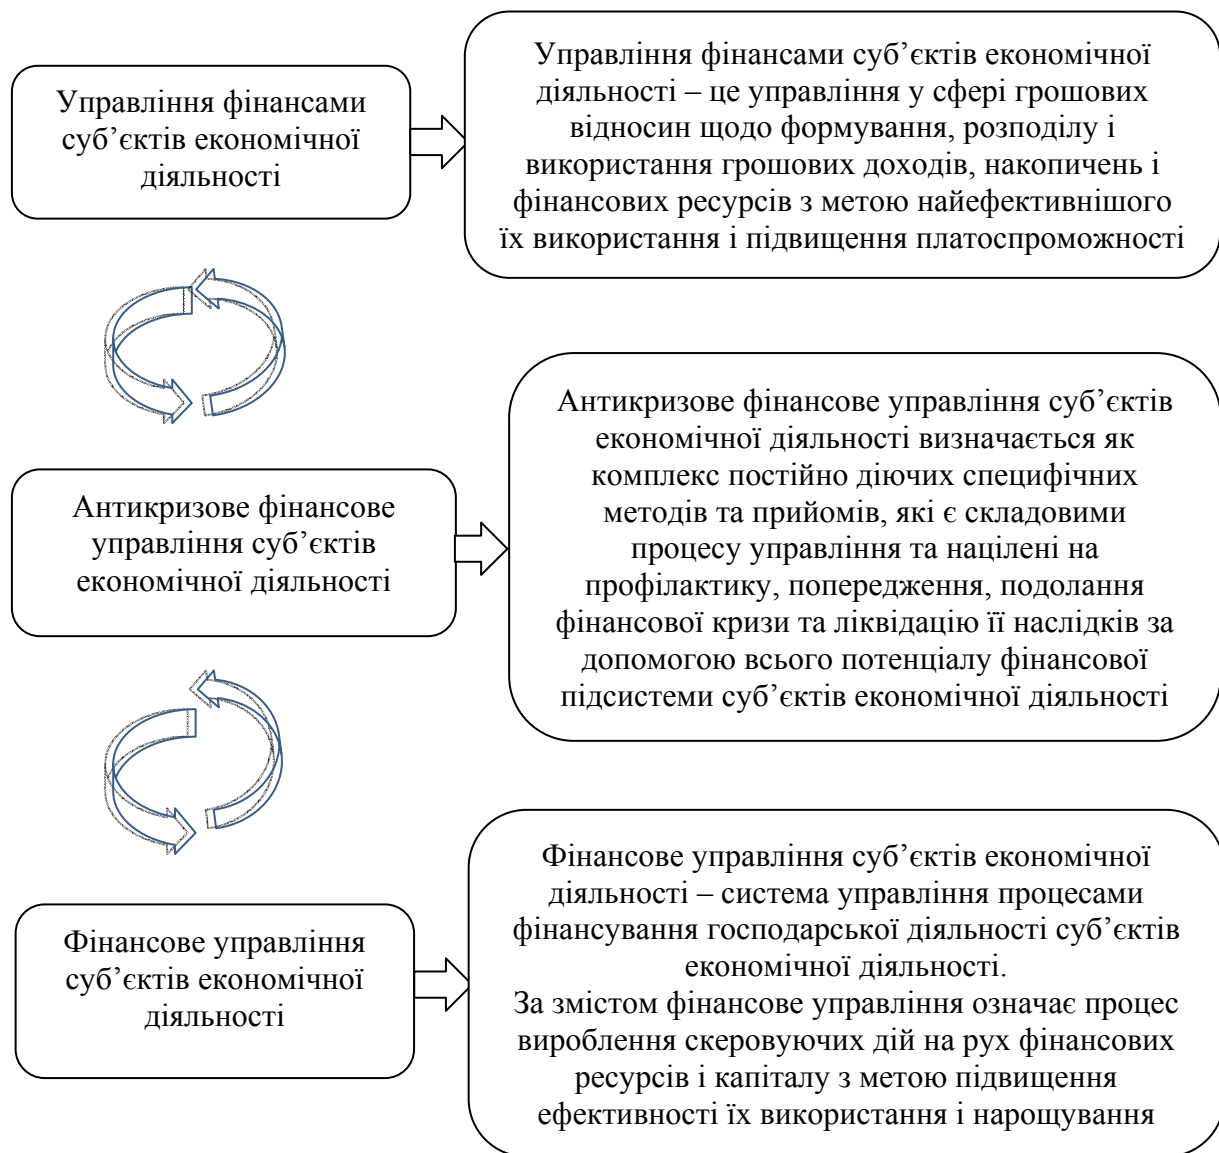 Управління фінансами
суб’єктів економічної
діяльності
Управління фінансами суб’єктів економічної
діяльності – це управління у сфері грошових
відносин щодо формування, розподілу і
використання грошових доходів, накопичень і
фінансових ресурсів з метою найефективнішого
їх використання і підвищення платоспроможності
Антикризове фінансове
управління суб’єктів
економічної діяльності
Антикризове фінансове управління суб’єктів
економічної діяльності визначається як
комплекс постійно діючих специфічних
методів та прийомів, які є складовими
процесу управління та націлені на
профілактику, попередження, подолання
фінансової кризи та ліквідацію її наслідків за
допомогою всього потенціалу фінансової
підсистеми суб’єктів економічної діяльності
Фінансове управління
суб’єктів економічної
діяльності
Фінансове управління суб’єктів економічної
діяльності – система управління процесами
фінансування господарської діяльності суб’єктів
економічної діяльності.
За змістом фінансове управління означає процес
вироблення скеровуючих дій на рух фінансових
ресурсів і капіталу з метою підвищення
ефективності їх використання і нарощування